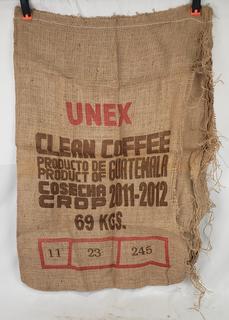 UNEX
CLEAN COFFEE
PRODUCTO DE GUATEMALA
PRODUCT OF
COSECHA 2011-2012
CROP
69 KGS.
11 23 245